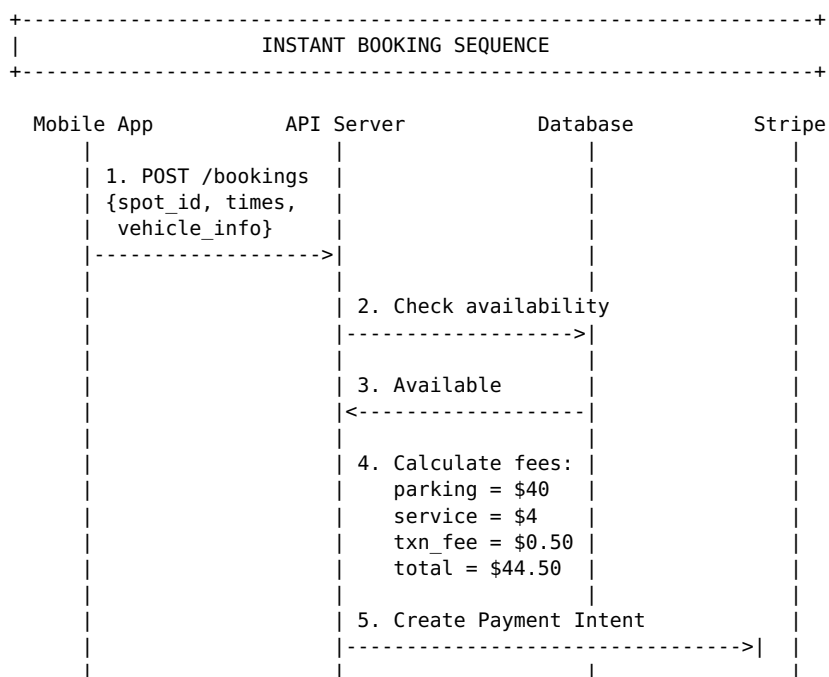 INSTANT BOOKING SEQUENCE
Mobile App API Server Database Stripe
1. POST /bookings
{spot_id, times,
vehicle_info}
2. Check availability
3. Available
4. Calculate fees:
parking = $40
service = $4
txn_fee = $0.50
total = $44.50
5. Create Payment Intent